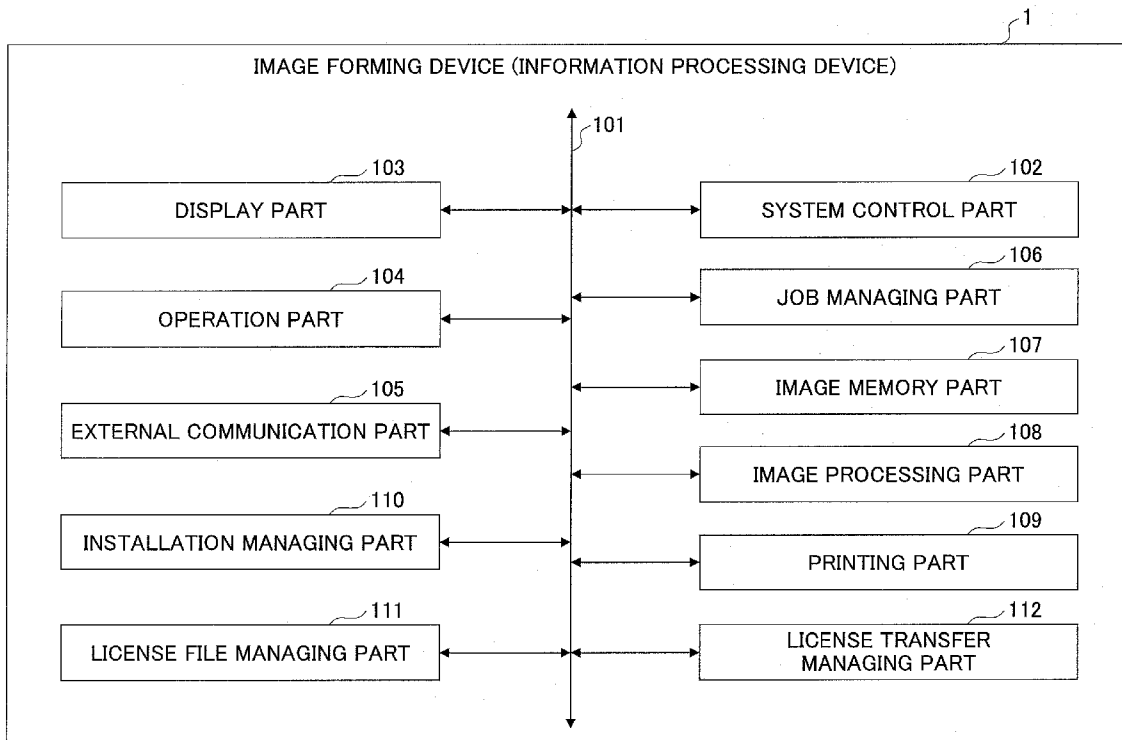 1
IMAGE FORMING DEVICE (INFORMATION PROCESSING DEVICE)
101
103
DISPLAY PART
102
SYSTEM CONTROL PART
104
OPERATION PART
106
JOB MANAGING PART
105
EXTERNAL COMMUNICATION PART
107
IMAGE MEMORY PART
108
IMAGE PROCESSING PART
110
INSTALLATION MANAGING PART
109
PRINTING PART
111
LICENSE FILE MANAGING PART
112
LICENSE TRANSFER
MANAGING PART